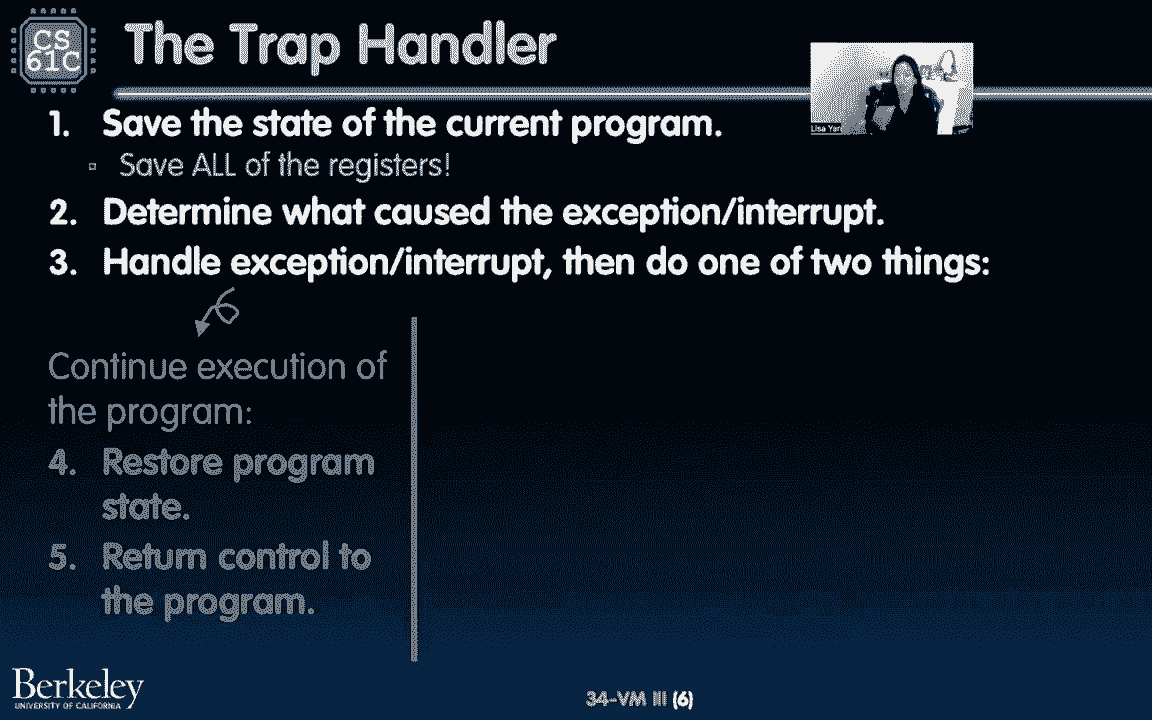 CS
61C
The Trap Handler
Lisa Yan
1. Save the state of the current program.
Save ALL of the registers!
2. Determine what caused the exception/interrupt.
3. Handle exception/interrupt, then do one of two things:
Continue execution of
the program:
4. Restore program
state.
5. Return control to
the program.
Berkeley
UNIVERSITY OF CALIFORNIA
34-VM III (6)